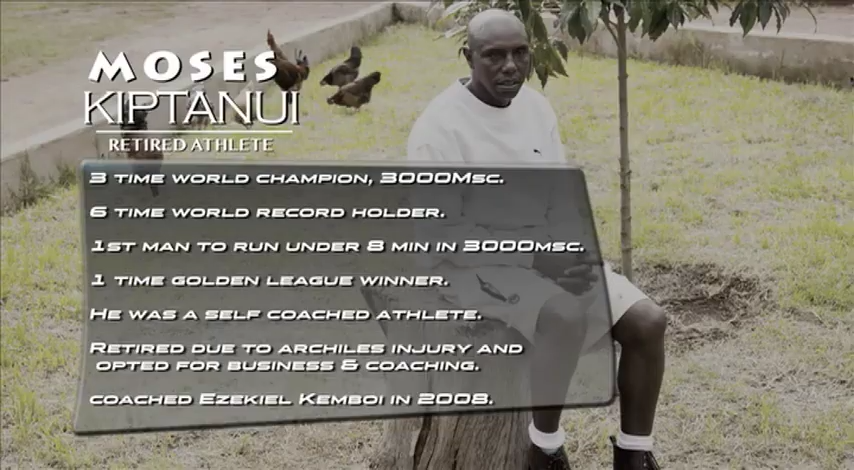 MOSES
KIPTANUI
RETIRED ATHLETE
3 TIME WORLD CHAMPION, 3000MSC.
6 TIME WORLD RECORD HOLDER.
1ST MAN TO RUN UNDER 8 MIN IN 3000MSC.
1 TIME GOLDEN LEAGUE WINNER.
HE WAS A SELF COACHED ATHLETE.
RETIRED DUE TO ARCHILES INJURY AND
OPTED FOR BUSINESS & COACHING.
COACHED EZEKIEL KEMBOI IN 2008.